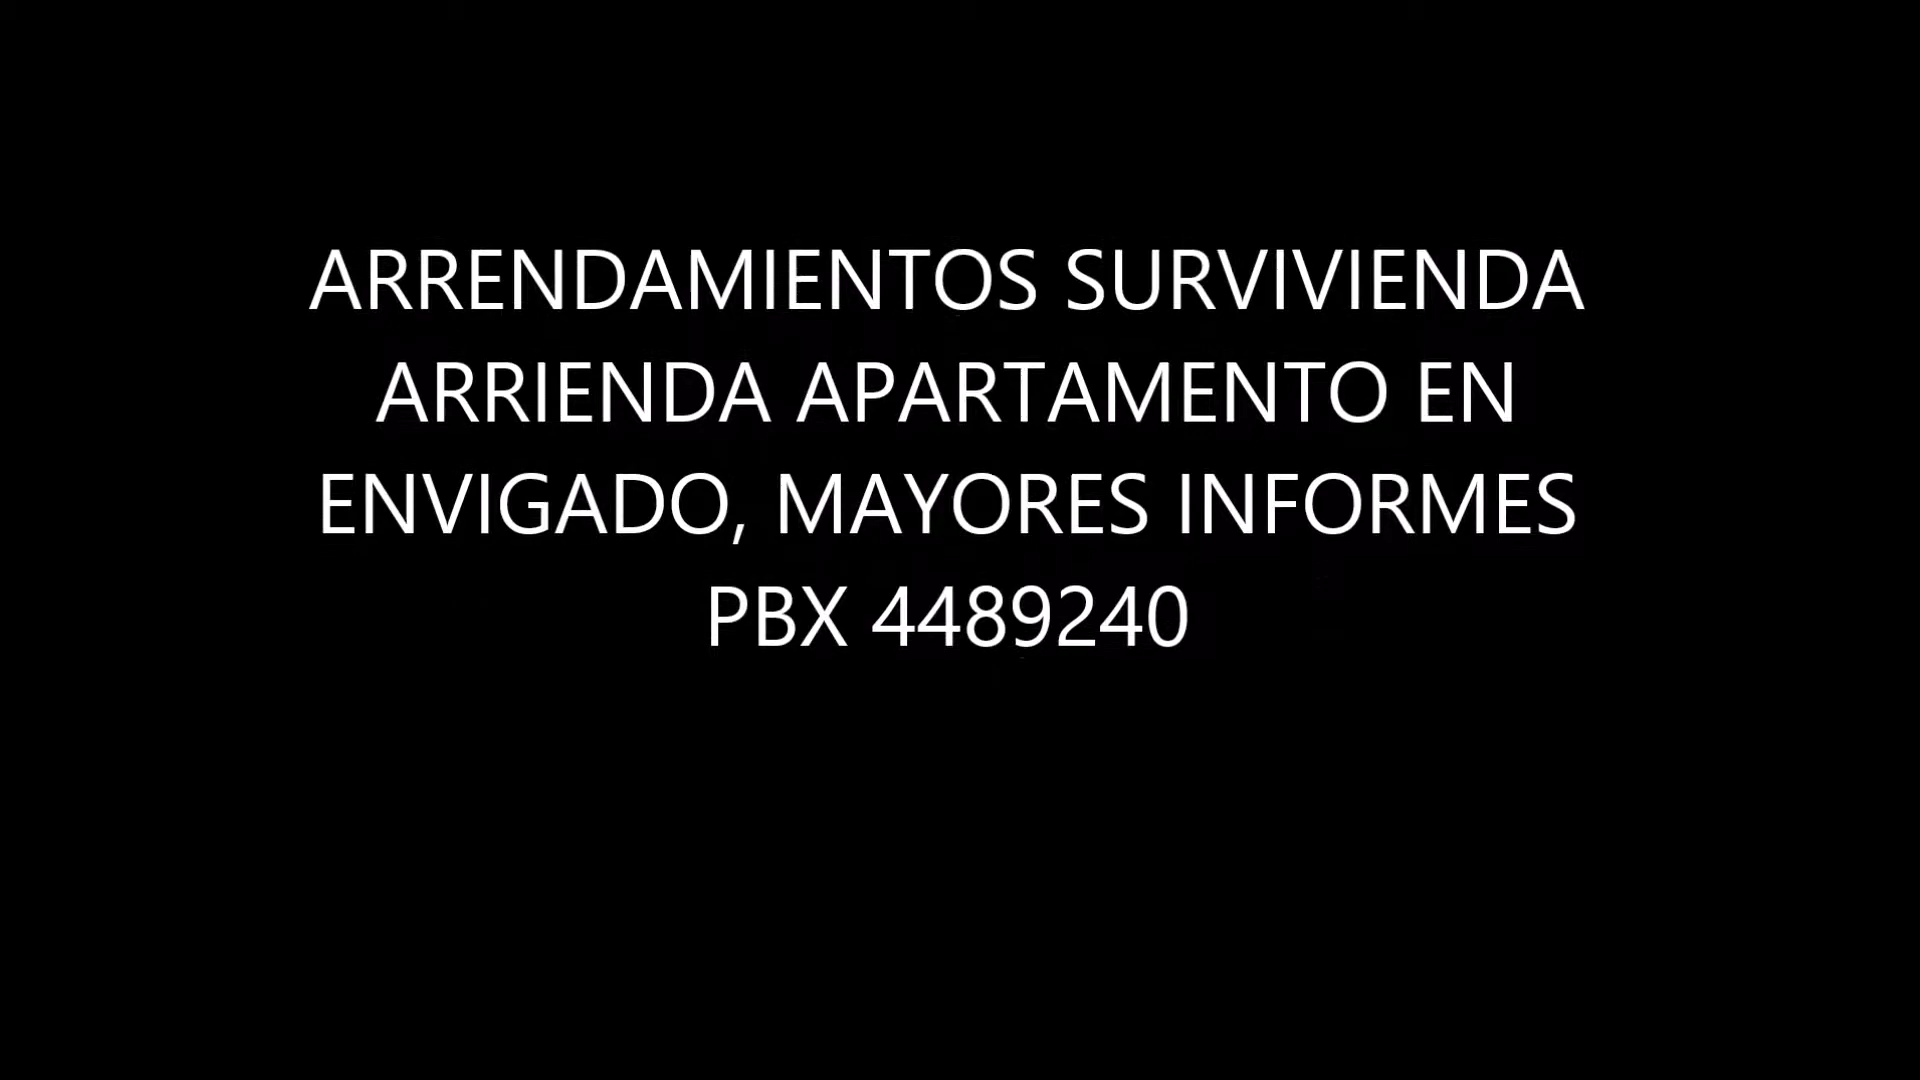 ARRENDAMIENTOS SURVIVIENDA
ARRIENDA APARTAMENTO EN
ENVIGADO, MAYORES INFORMES
PBX 4489240